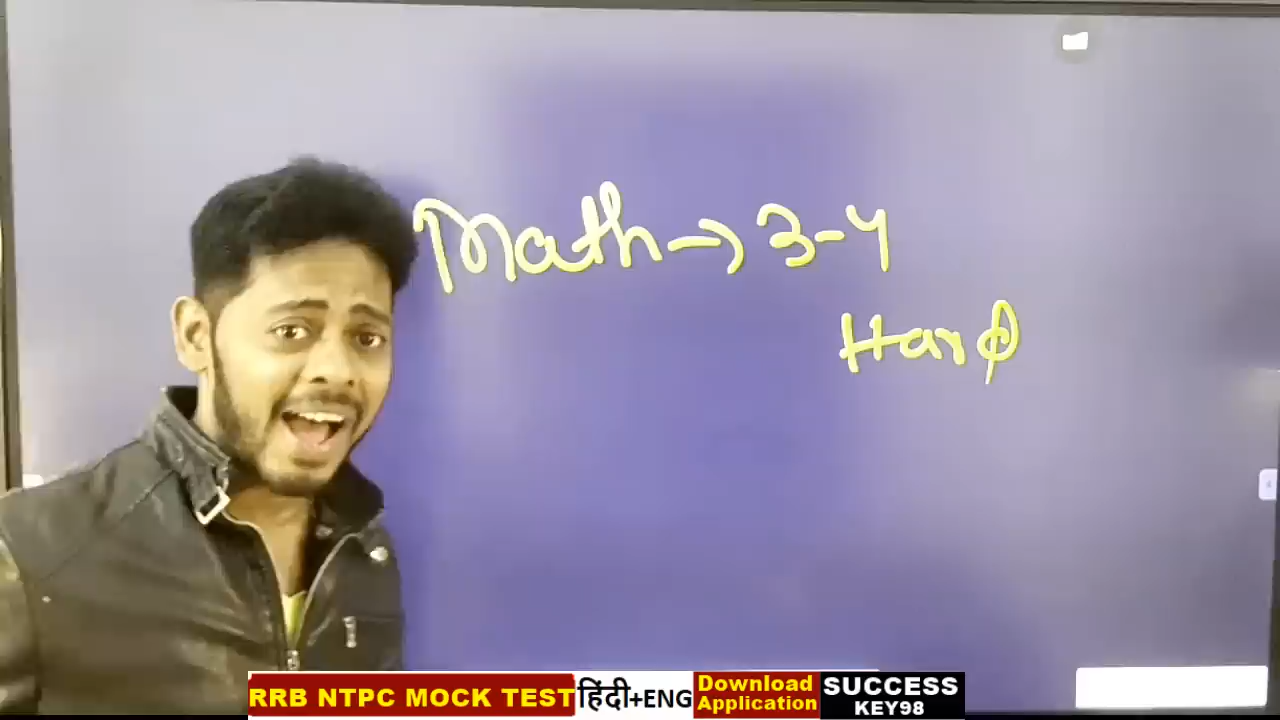 Math → 3-4
Hard
RRB NTPC MOCK TEST हिंदी+ENG Download Application SUCCESS KEY98